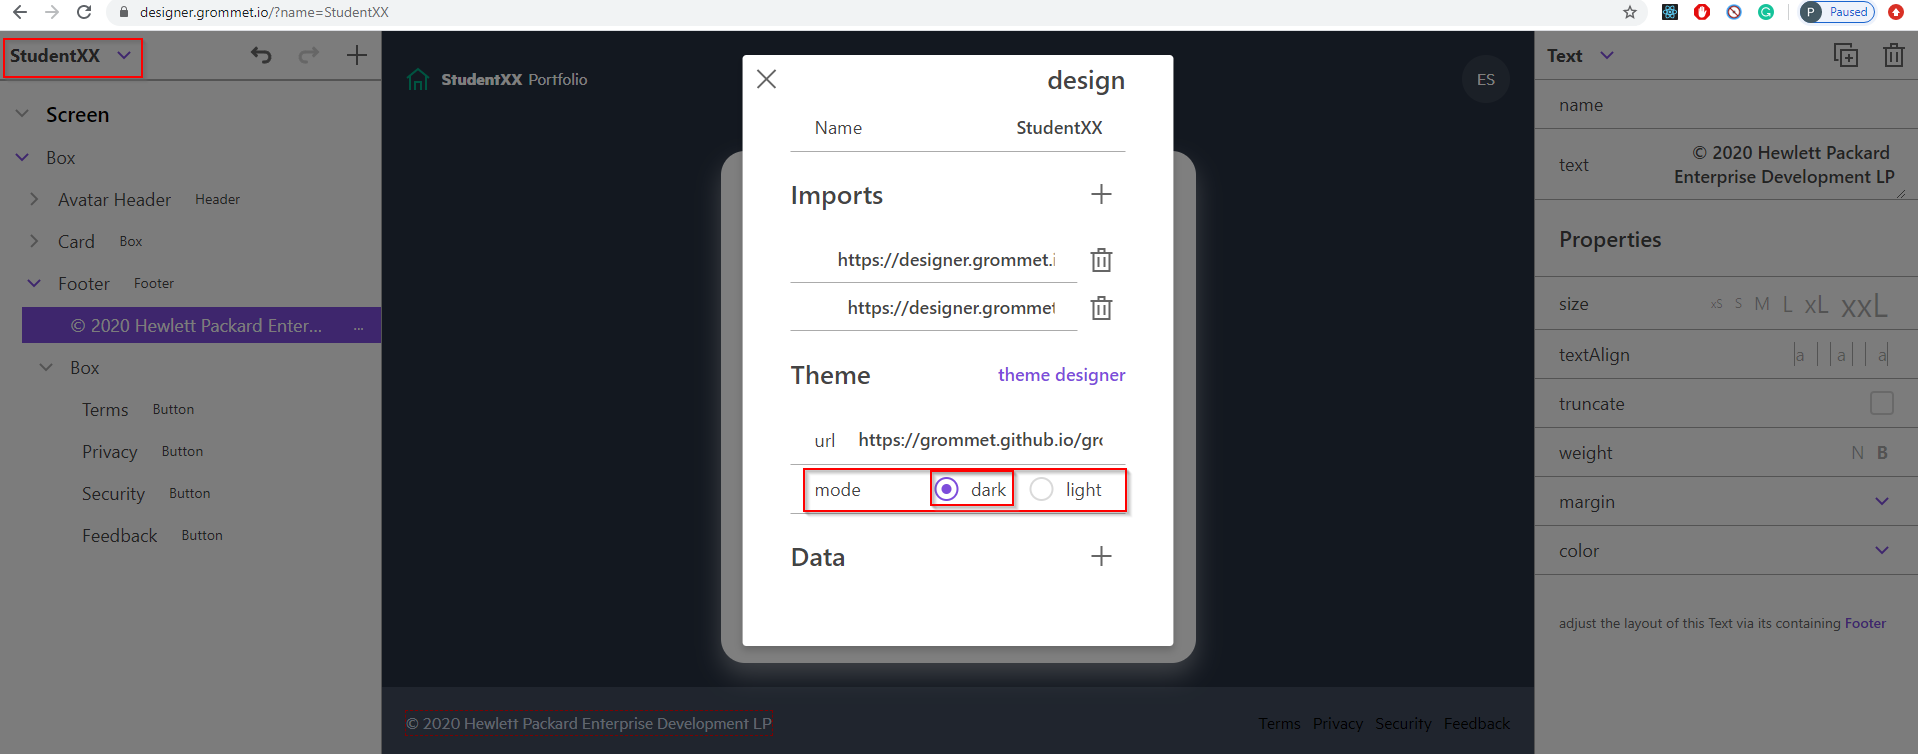 designer.grommet.io/?name=StudentXX
P Paused
StudentXX
Screen
Box
Avatar Header Header
Card Box
Footer Footer
© 2020 Hewlett Packard Enter... ...
Box
Terms Button
Privacy Button
Security Button
Feedback Button
StudentXX Portfolio
ES
design
Name StudentXX
Imports
https://designer.grommet.i
https://designer.grommet
Theme theme designer
url https://grommet.github.io/gro
mode dark light
Data
© 2020 Hewlett Packard Enterprise Development LP
Terms Privacy Security Feedback
Text
name
text © 2020 Hewlett Packard
Enterprise Development LP
Properties
size xS S M L xL xxL
textAlign a a a
truncate
weight N B
margin
color
adjust the layout of this Text via its containing Footer